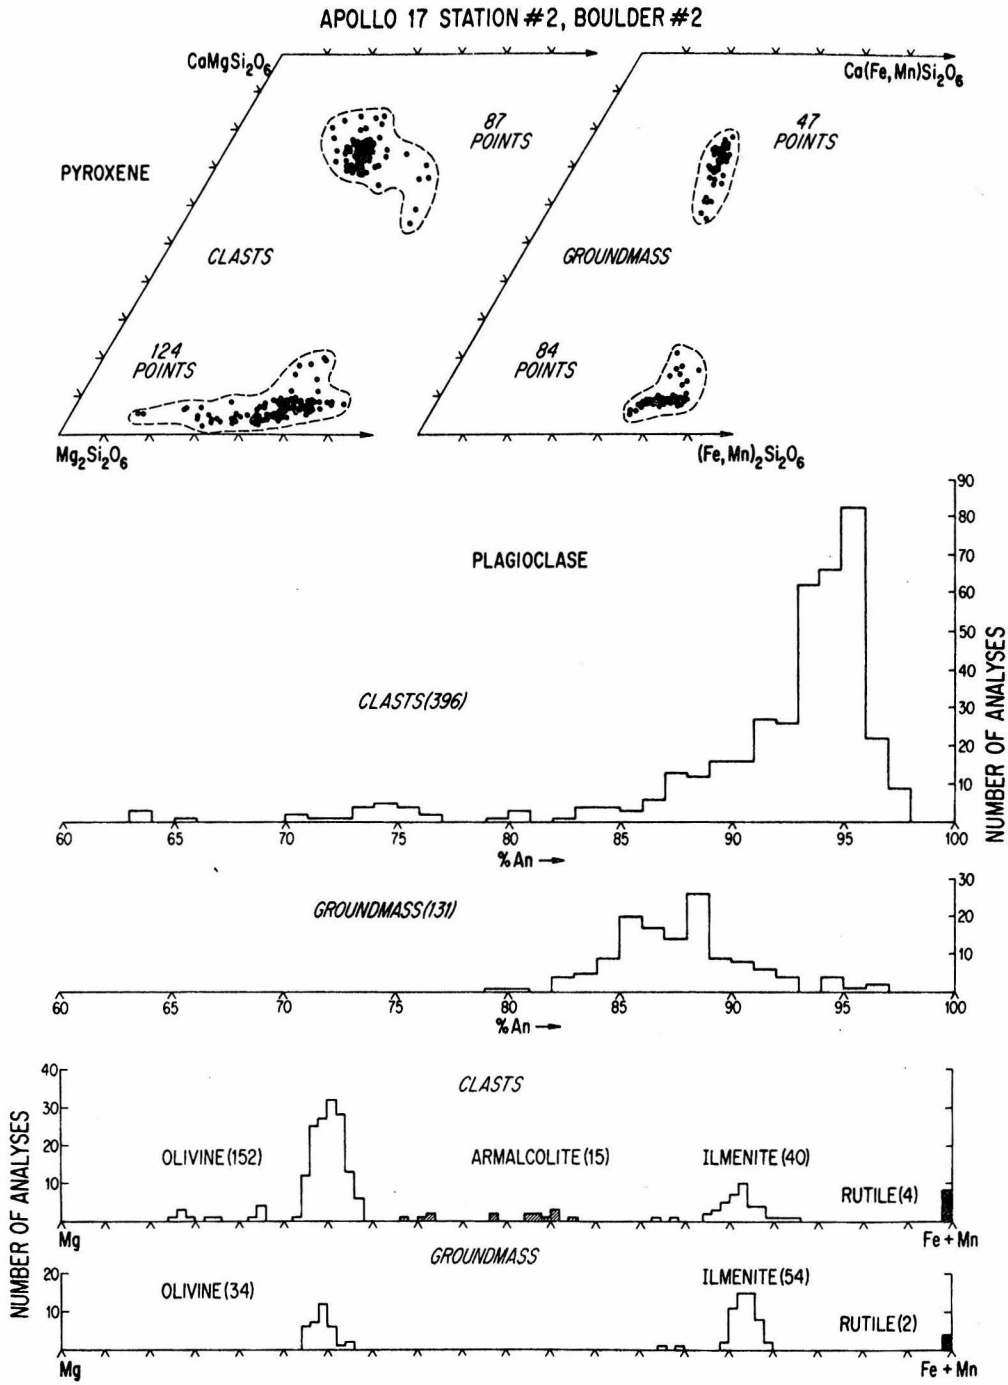 APOLLO 17 STATION #2, BOULDER #2
CaMgSi₂O₆
Ca(Fe,Mn)Si₂O₆
87
POINTS
47
POINTS
PYROXENE
CLASTS
GROUNDMASS
124
POINTS
84
POINTS
Mg₂Si₂O₆
(Fe,Mn)₂Si₂O₆
PLAGIOCLASE
CLASTS(396)
90
80
70
60
50
40
30
20
10
NUMBER OF ANALYSES
60 65 70 75 80 85 90 95 100
%An →
GROUNDMASS(131)
30
20
10
60 65 70 75 80 85 90 95 100
%An →
NUMBER OF ANALYSES
40
30
20
10
CLASTS
OLIVINE(152) ARMALCOLITE(15) ILMENITE(40)
RUTILE(4)
Mg Fe+Mn
GROUNDMASS
20
10
OLIVINE(34) ILMENITE(54)
RUTILE(2)
Mg Fe+Mn